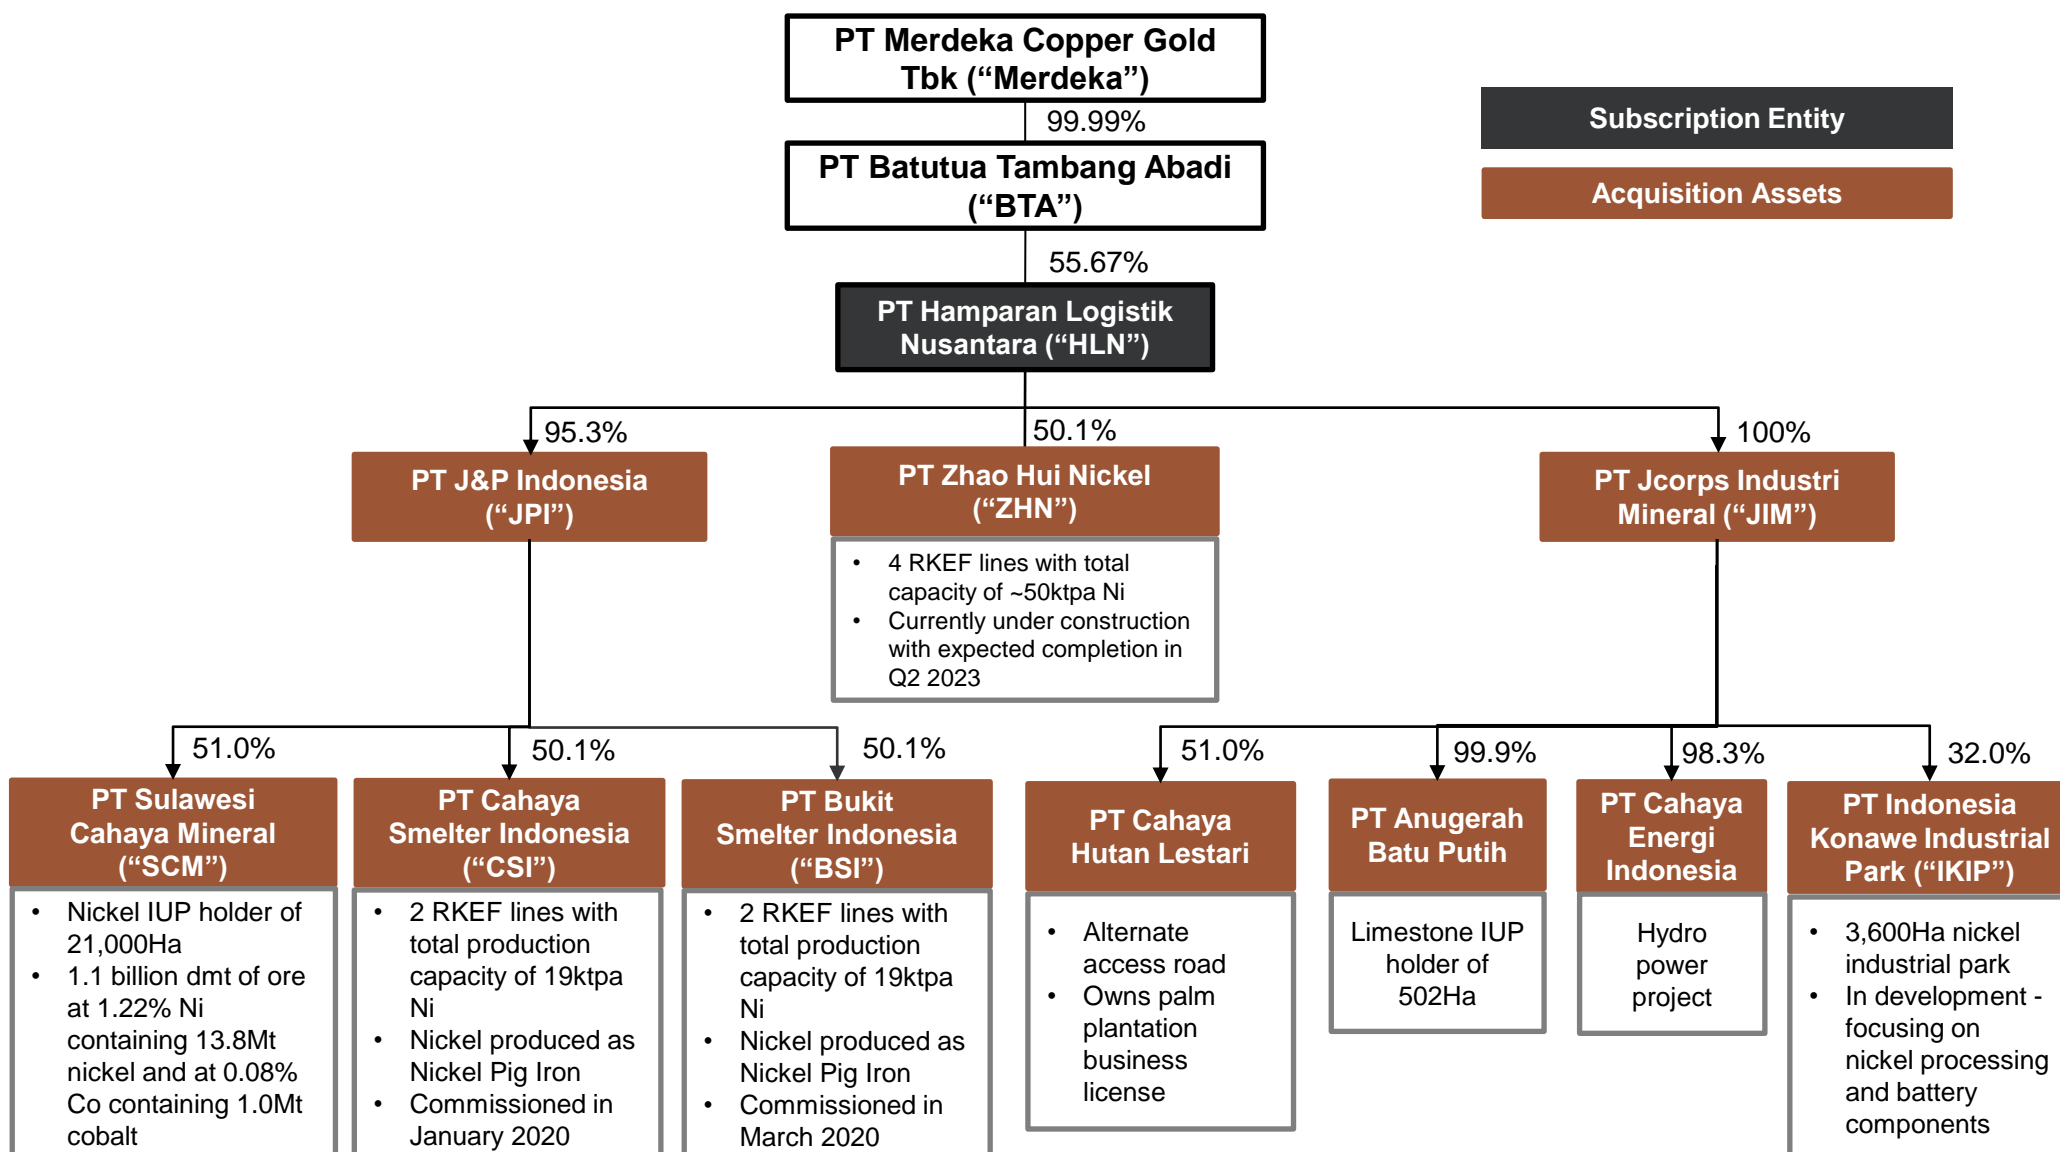 PT Merdeka Copper Gold
Tbk (“Merdeka”)
99.99%
PT Batutua Tambang Abadi
(“BTA”)
55.67%
PT Hamparan Logistik
Nusantara (“HLN”)
Subscription Entity
Acquisition Assets
95.3%
50.1%
100%
PT J&P Indonesia
(“JPI”)
PT Zhao Hui Nickel
(“ZHN”)
• 4 RKEF lines with total
capacity of ~50ktpa Ni
• Currently under construction
with expected completion in
Q2 2023
PT Jcorps Industri
Mineral (“JIM”)
51.0%
50.1%
50.1%
51.0%
99.9%
98.3%
32.0%
PT Sulawesi
Cahaya Mineral
(“SCM”)
• Nickel IUP holder of
21,000Ha
• 1.1 billion dmt of ore
at 1.22% Ni
containing 13.8Mt
nickel and at 0.08%
Co containing 1.0Mt
cobalt
PT Cahaya
Smelter Indonesia
(“CSI”)
• 2 RKEF lines with
total production
capacity of 19ktpa
Ni
• Nickel produced as
Nickel Pig Iron
• Commissioned in
January 2020
PT Bukit
Smelter Indonesia
(“BSI”)
• 2 RKEF lines with
total production
capacity of 19ktpa
Ni
• Nickel produced as
Nickel Pig Iron
• Commissioned in
March 2020
PT Cahaya
Hutan Lestari
• Alternate
access road
• Owns palm
plantation
business
license
PT Anugerah
Batu Putih
Limestone IUP
holder of
502Ha
PT Cahaya
Energi
Indonesia
Hydro
power
project
PT Indonesia
Konawe Industrial
Park (“IKIP”)
• 3,600Ha nickel
industrial park
• In development -
focusing on
nickel processing
and battery
components